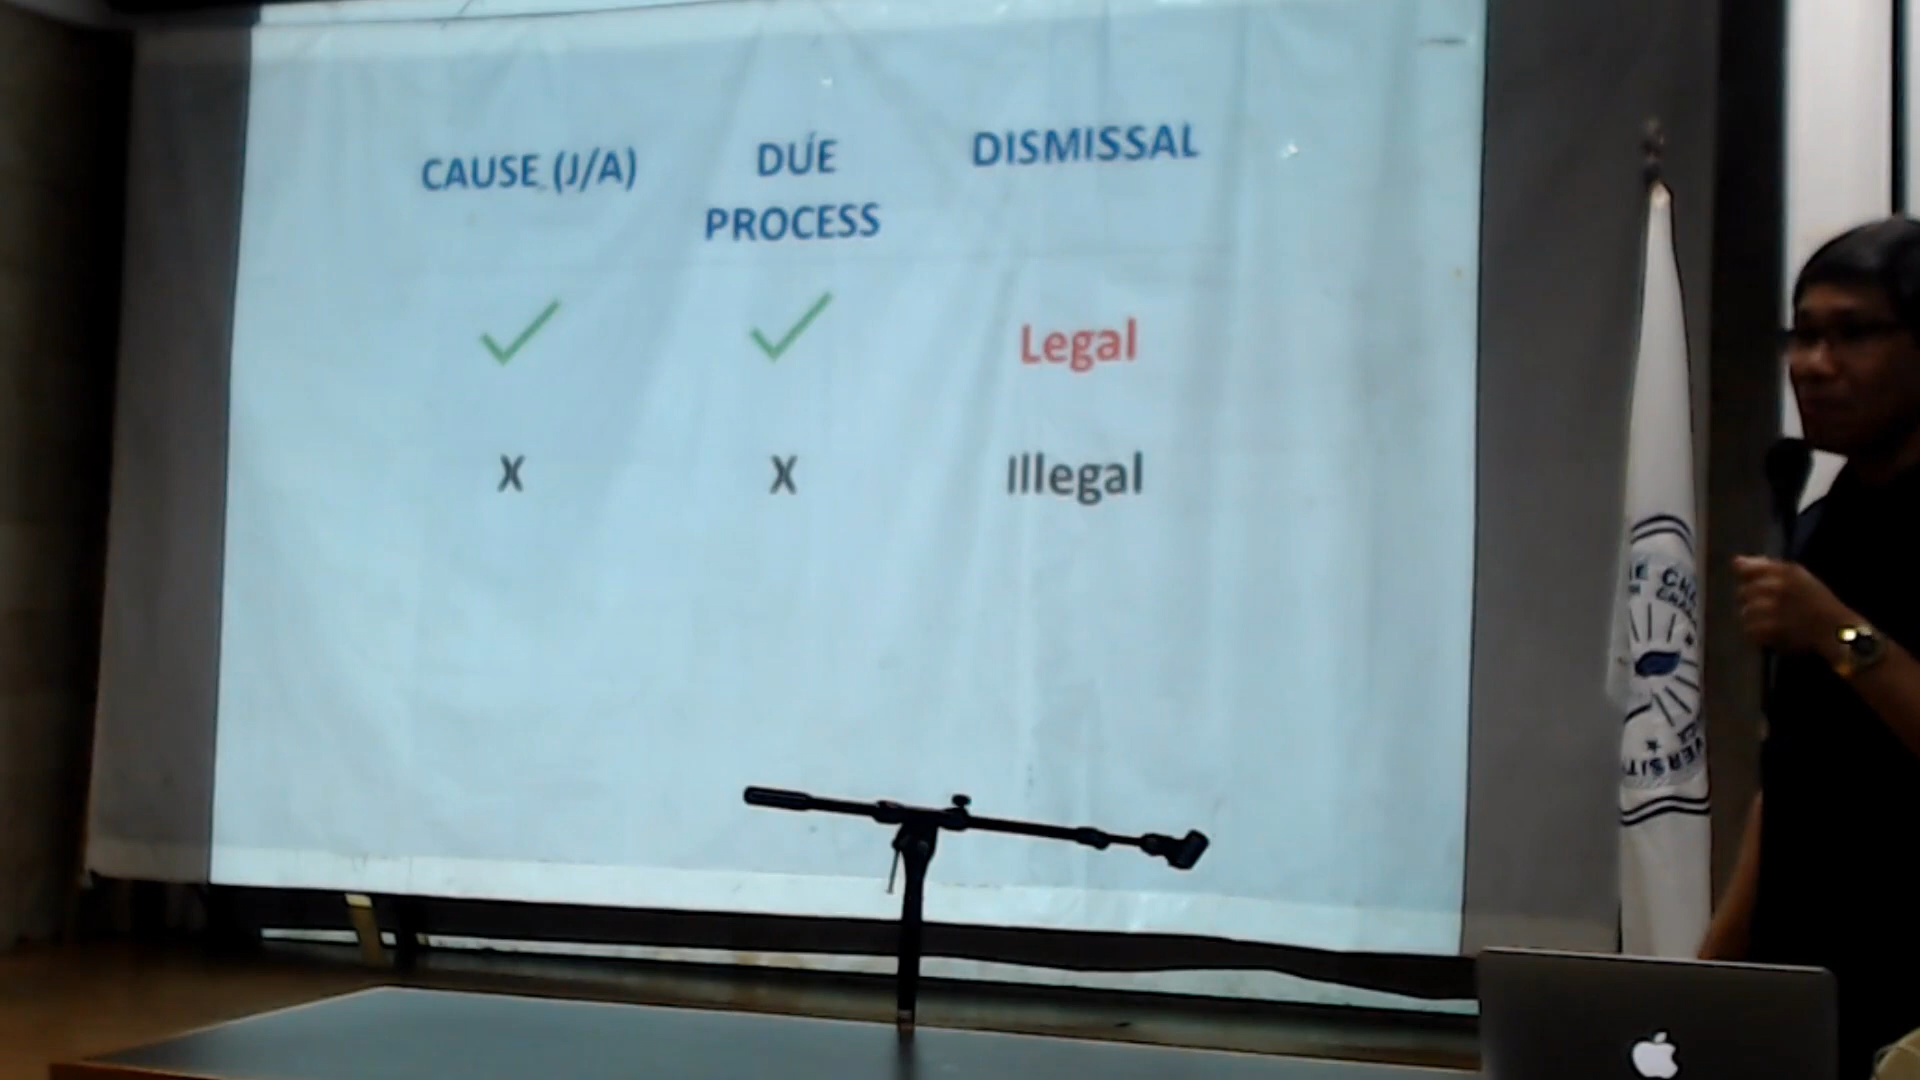 CAUSE (J/A) DUE PROCESS DISMISSAL
✓ ✓ Legal
X X Illegal